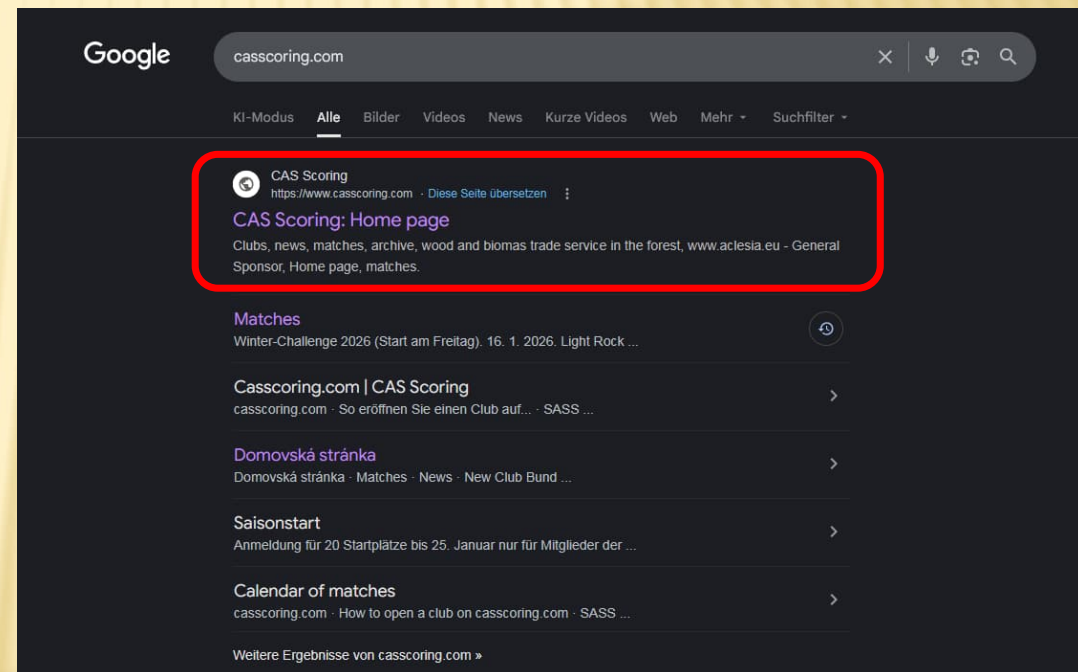 Google
casscoring.com
KI-Modus Alle Bilder Videos News Kurze Videos Web Mehr Suchfilter
CAS Scoring
https://www.casscoring.com · Diese Seite übersetzen
CAS Scoring: Home page
Clubs, news, matches, archive, wood and biomas trade service in the forest, www.aclesia.eu - General
Sponsor, Home page, matches.
Matches
Winter-Challenge 2026 (Start am Freitag). 16. 1. 2026. Light Rock ...
Casscoring.com | CAS Scoring
casscoring.com · So eröffnen Sie einen Club auf... · SASS ...
Domovská stránka
Domovská stránka · Matches · News · New Club Bund ...
Saisonstart
Anmeldung für 20 Startplätze bis 25. Januar nur für Mitglieder der ...
Calendar of matches
casscoring.com · How to open a club on casscoring.com · SASS ...
Weitere Ergebnisse von casscoring.com »